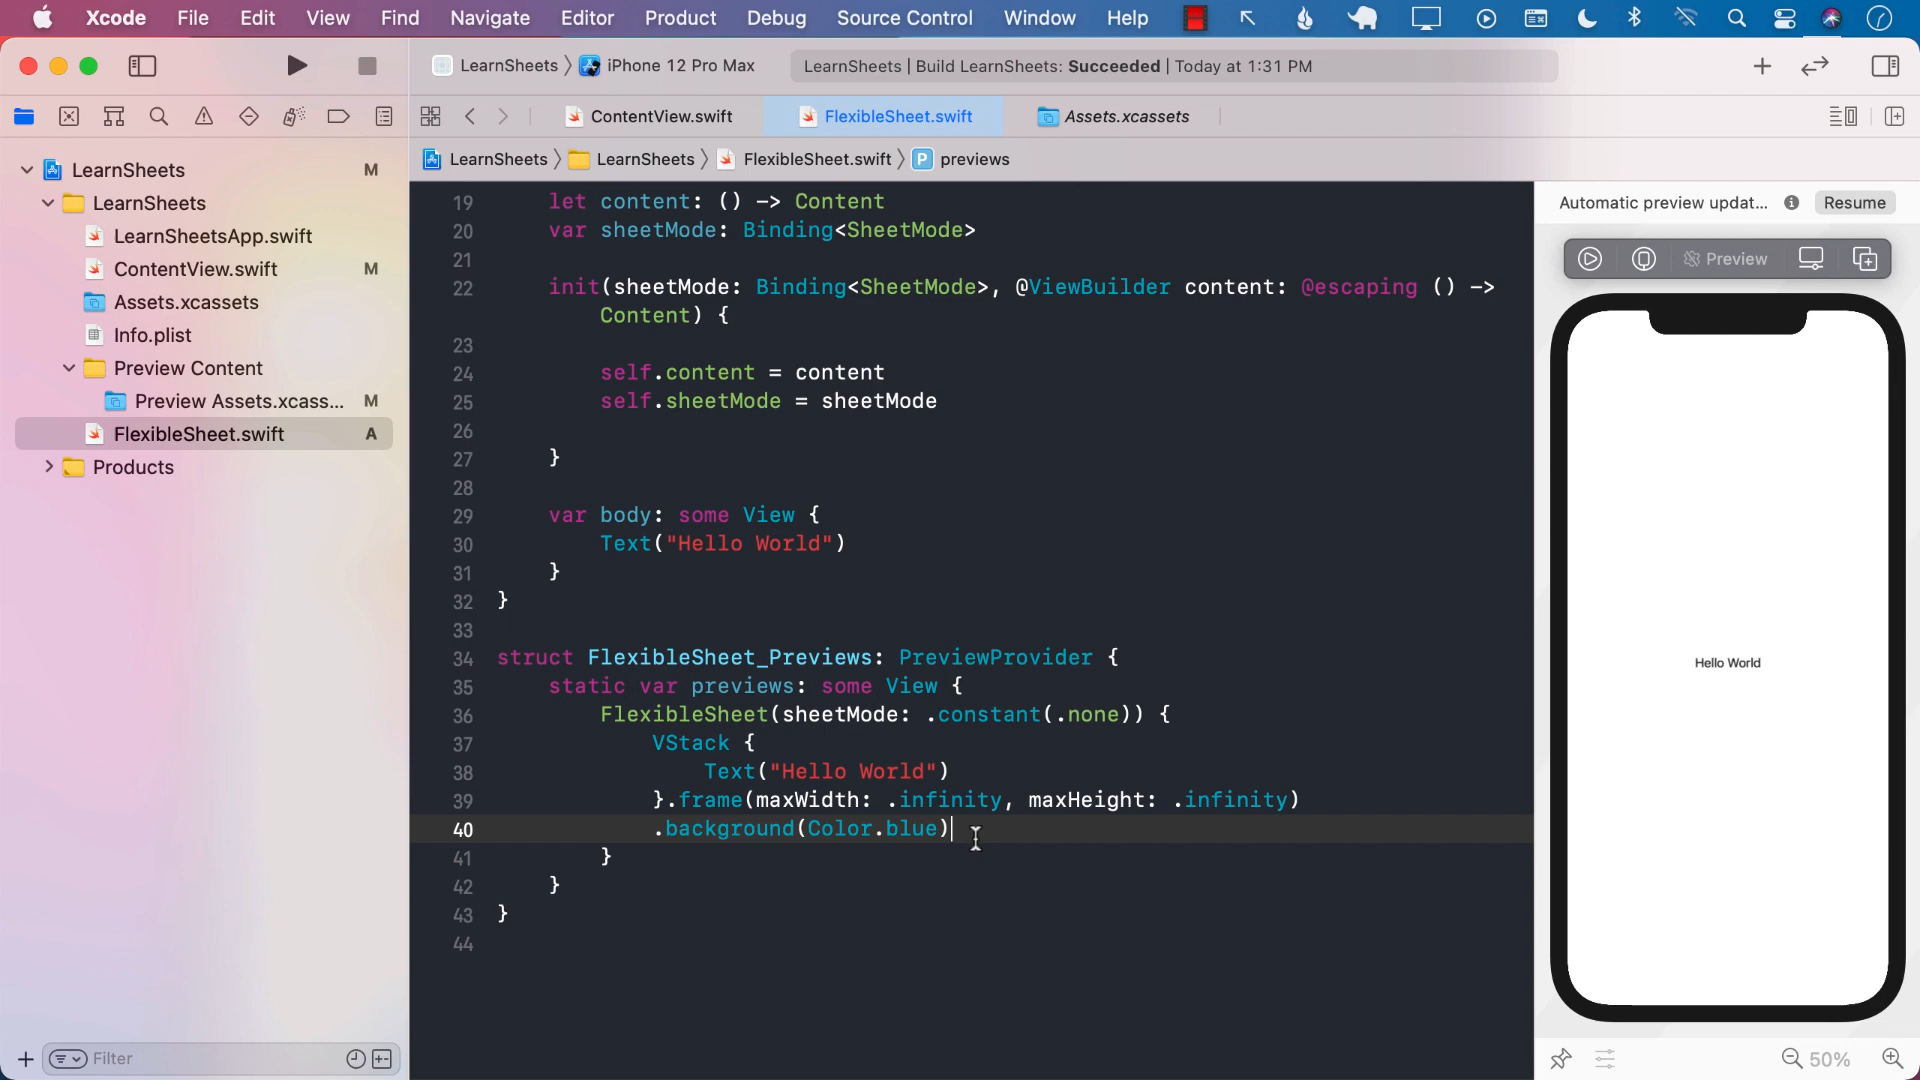 Xcode File Edit View Find Navigate Editor Product Debug Source Control Window Help
LearnSheets iPhone 12 Pro Max
LearnSheets | Build LearnSheets: Succeeded | Today at 1:31 PM
ContentView.swift FlexibleSheet.swift Assets.xcassets
LearnSheets LearnSheets FlexibleSheet.swift P previews
LearnSheets M
LearnSheets
LearnSheetsApp.swift
ContentView.swift M
Assets.xcassets
Info.plist
Preview Content
Preview Assets.xcass... M
FlexibleSheet.swift A
Products
Filter
19 let content: () -> Content
20 var sheetMode: Binding<SheetMode>
21
22 init(sheetMode: Binding<SheetMode>, @ViewBuilder content: @escaping () ->
Content) {
23
24 self.content = content
25 self.sheetMode = sheetMode
26
27 }
28
29 var body: some View {
30 Text("Hello World")
31 }
32 }
33
34 struct FlexibleSheet_Previews: PreviewProvider {
35 static var previews: some View {
36 FlexibleSheet(sheetMode: .constant(.none)) {
37 VStack {
38 Text("Hello World")
39 }.frame(maxWidth: .infinity, maxHeight: .infinity)
40 .background(Color.blue)
41 }
42 }
43 }
44
Automatic preview updat... Resume
Preview
Hello World
50%